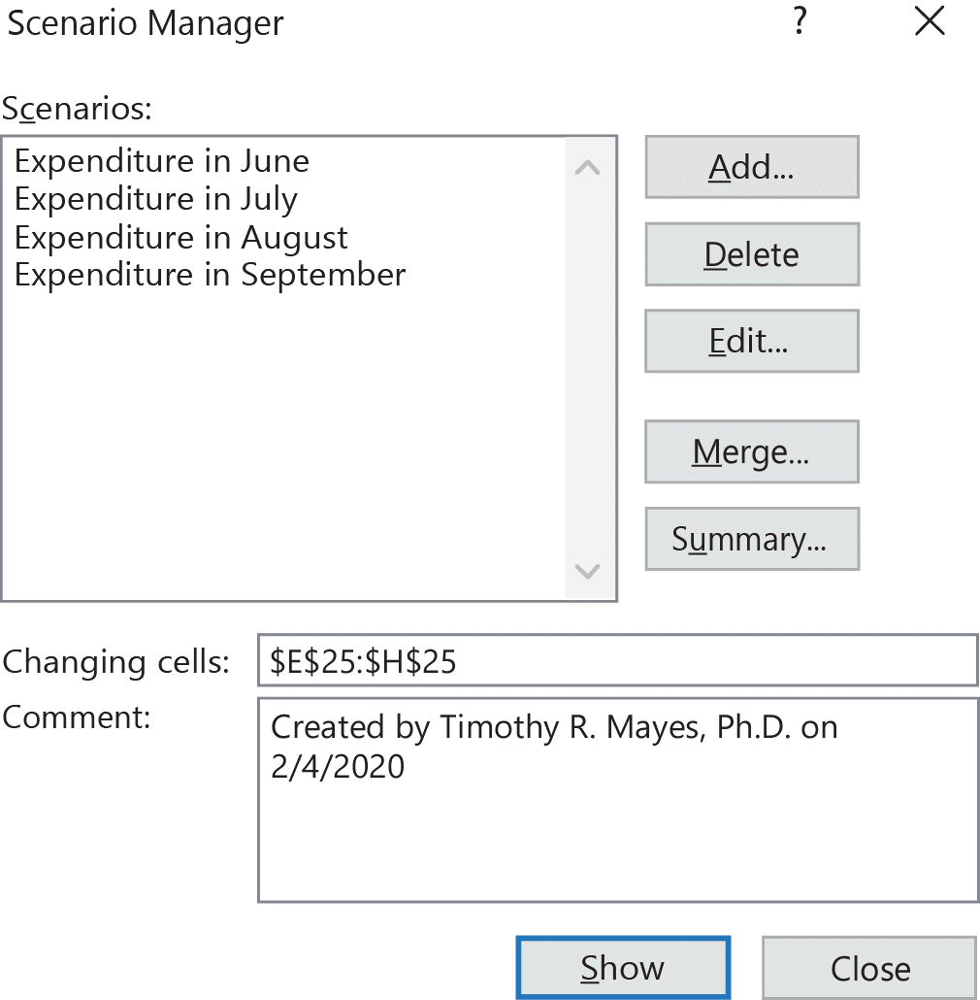 Scenario Manager ? ×
Scenarios:
Expenditure in June
Expenditure in July
Expenditure in August
Expenditure in September
Add...
Delete
Edit...
Merge...
Summary...
Changing cells: $E$25:$H$25
Comment: Created by Timothy R. Mayes, Ph.D. on
2/4/2020
Show Close